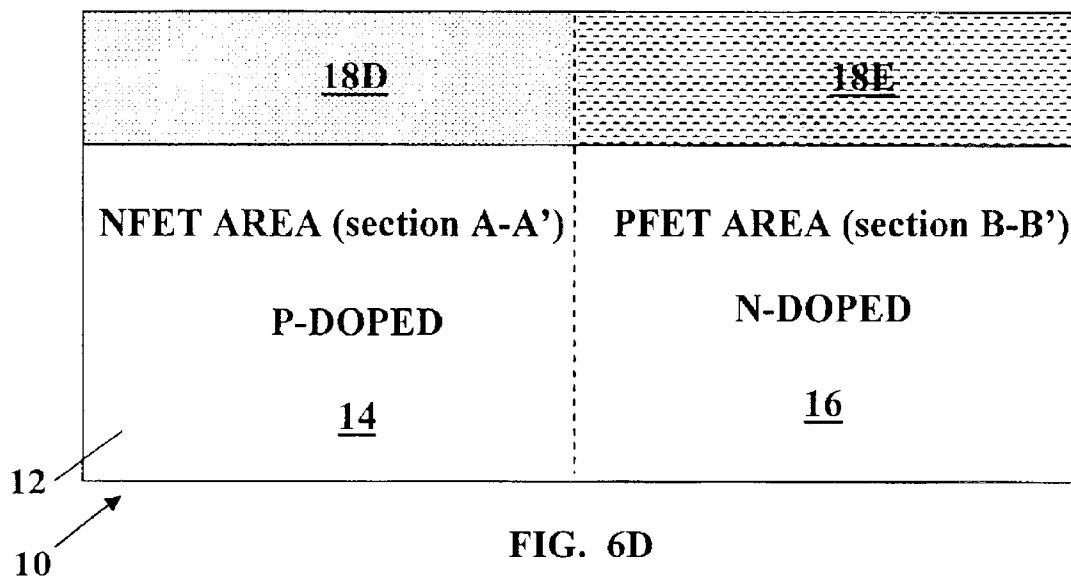 18D 18E
NFET AREA (section A-A') PFET AREA (section B-B')
P-DOPED N-DOPED
14 16
12
10
FIG. 6D